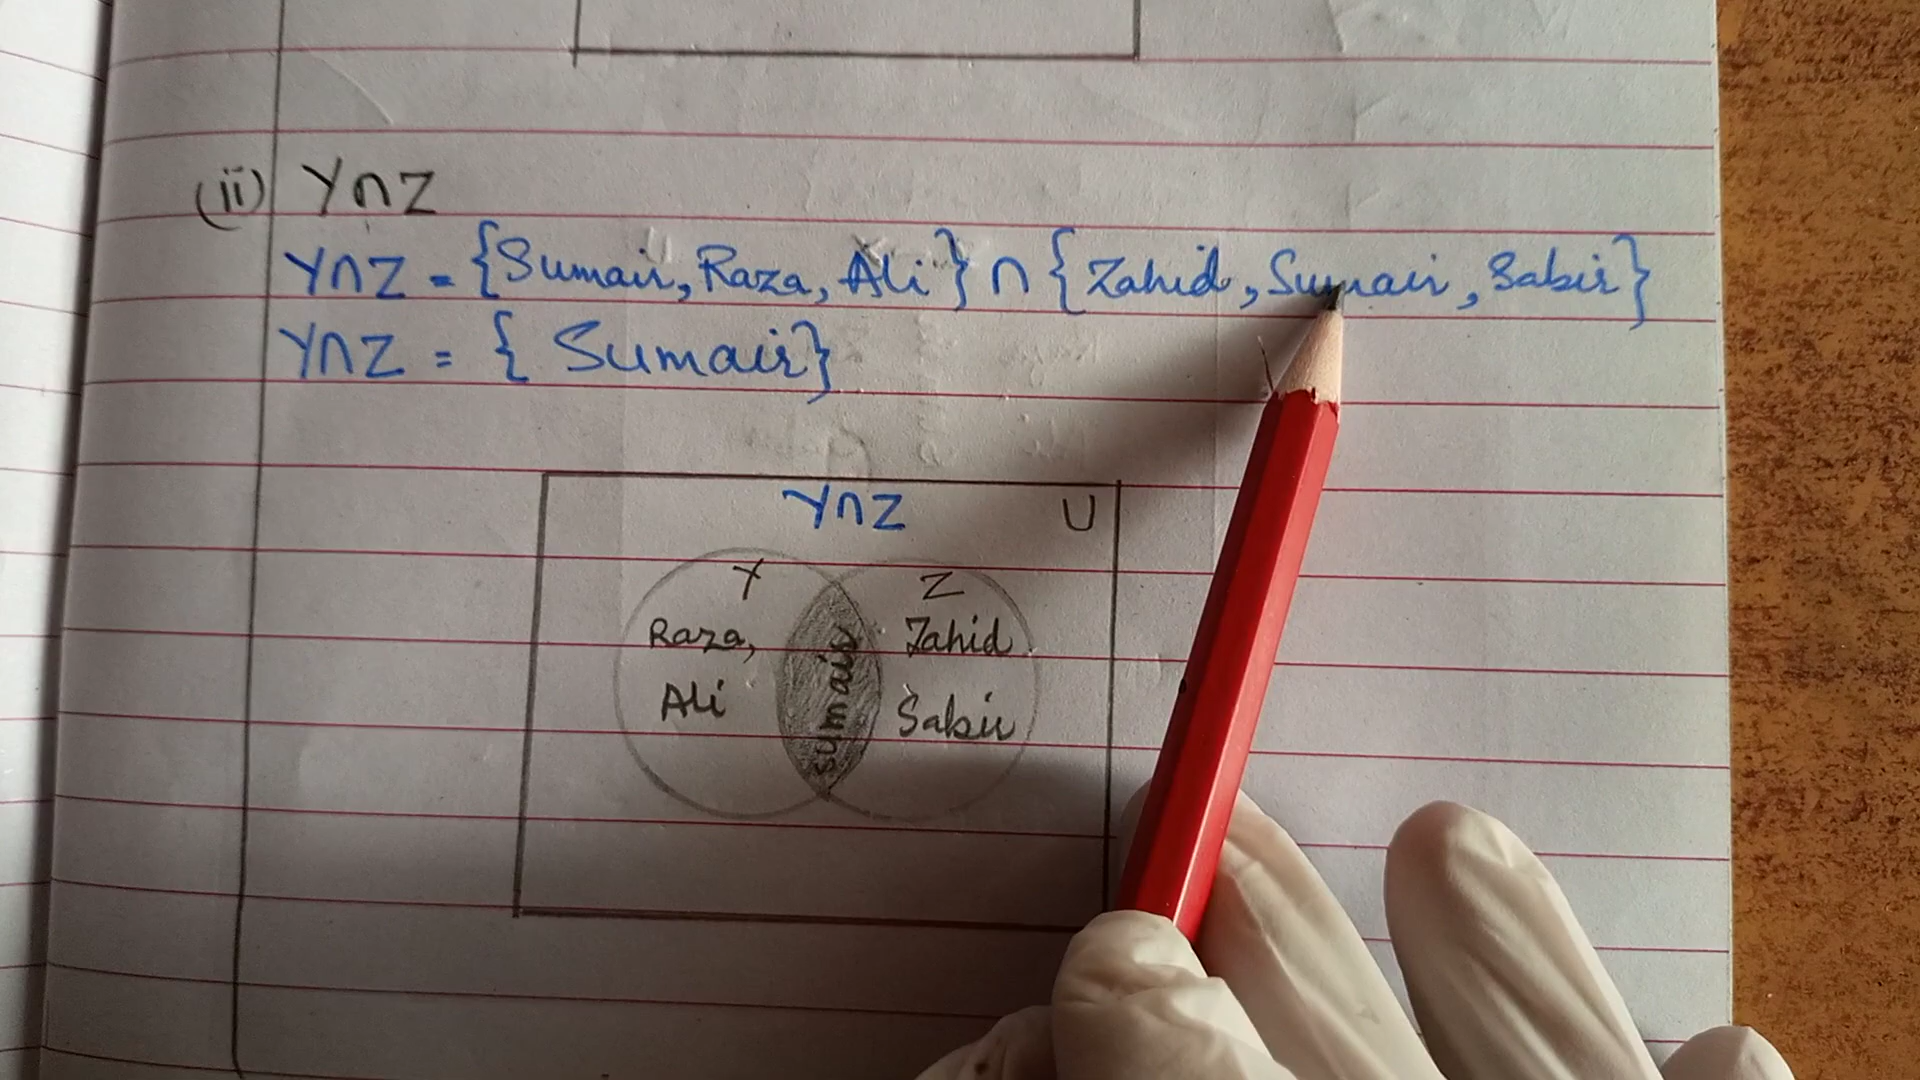 (ii) Y∩Z
Y∩Z = {Sumair, Raza, Ali} ∩ {Zahid, Sumair, Sabir}
Y∩Z = { Sumair}
Y∩Z U
Y Z
Raza, Zahid
sumair
Ali Sabir